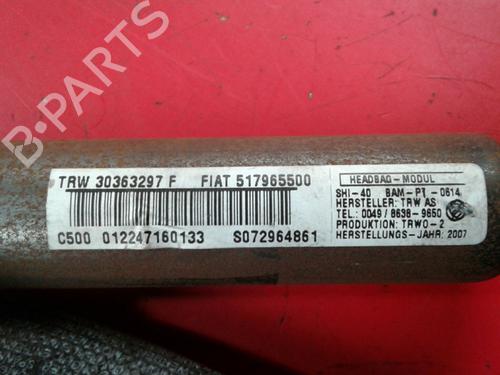 B-PARTS
TRW 30363297 F FIAT 517965500
C500 012247160133 S072964861
HEADBAG-MODUL
SHI-40 BAM-PT-0614
HERSTELLER: TRW AS
TEL.: 0049/8638-9650
PRODUKTION: TRWO-2
HERSTELLUNGS-JAHR: 2007